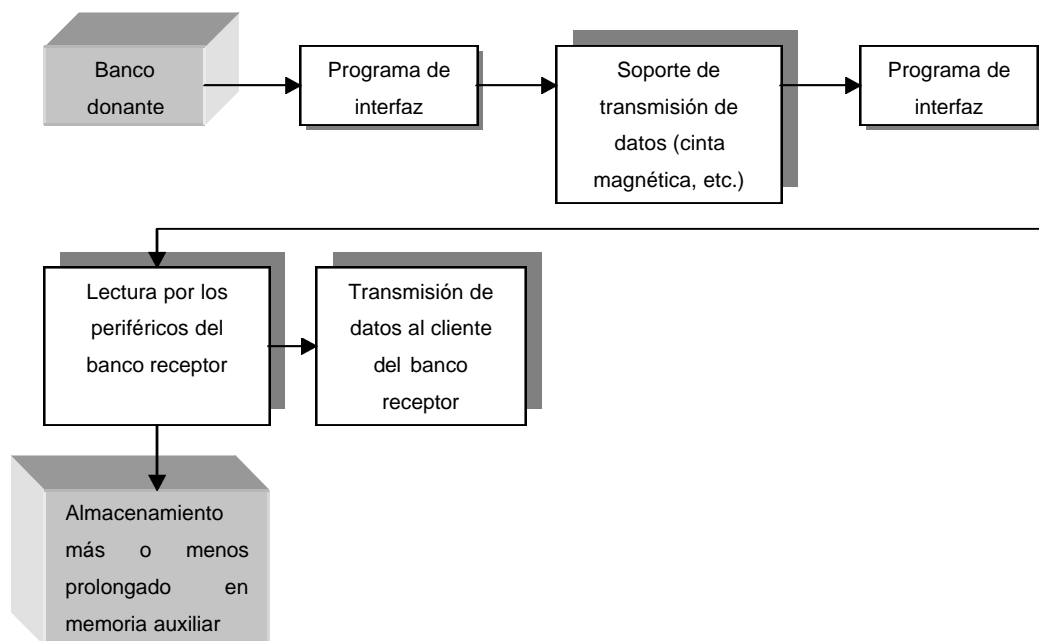 Banco
donante
Programa de
interfaz
Soporte de
transmisión de
datos (cinta
magnética, etc.)
Programa de
interfaz
Lectura por los
periféricos del
banco receptor
Transmisión de
datos al cliente
del banco
receptor
Almacenamiento
más o menos
prolongado en
memoria auxiliar